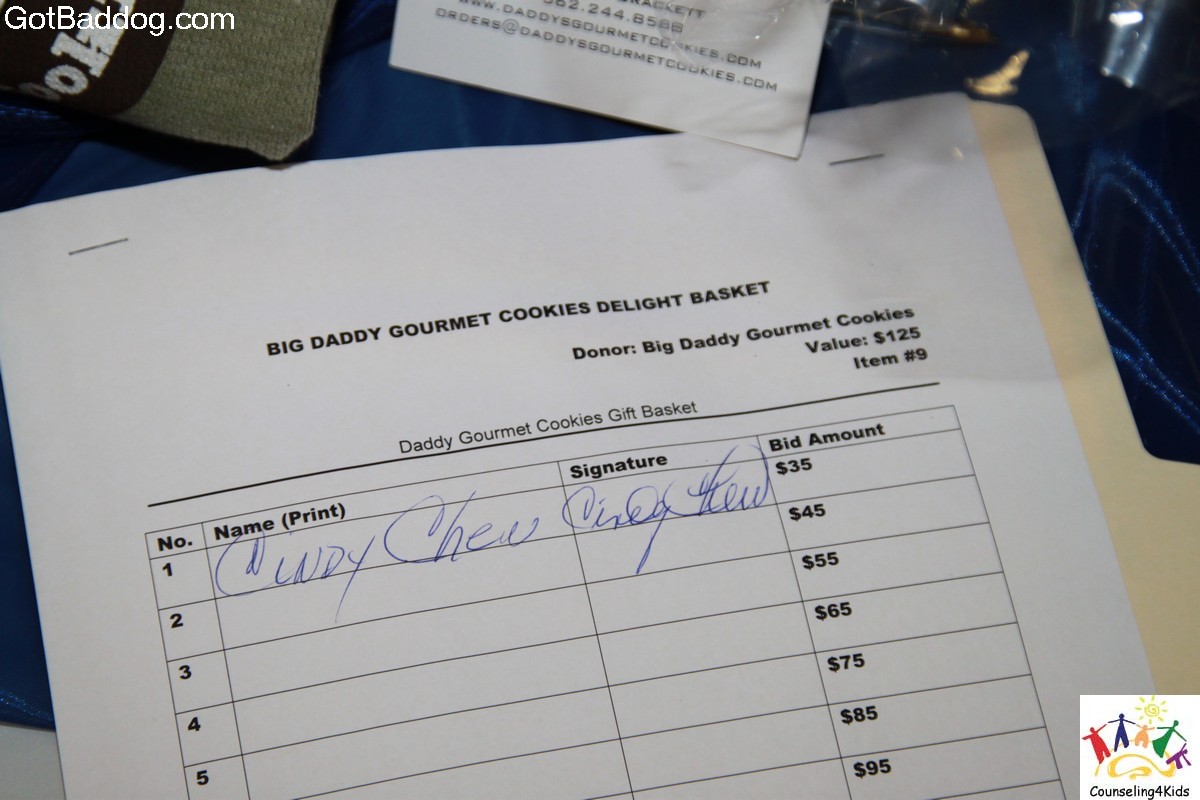 GotBaddog.com
WWW.DADDYSGOURMETCOOKIES.COM
ORDERS@DADDYSGOURMETCOOKIES.COM
BIG DADDY GOURMET COOKIES DELIGHT BASKET
Donor: Big Daddy Gourmet Cookies
Value: $125
Item #9
Daddy Gourmet Cookies Gift Basket
No. Name (Print) Signature Bid Amount
1 Cindy Chew Cindy Chew $35
2 $45
3 $55
4 $65
5 $75
$85
$95
Counseling4Kids